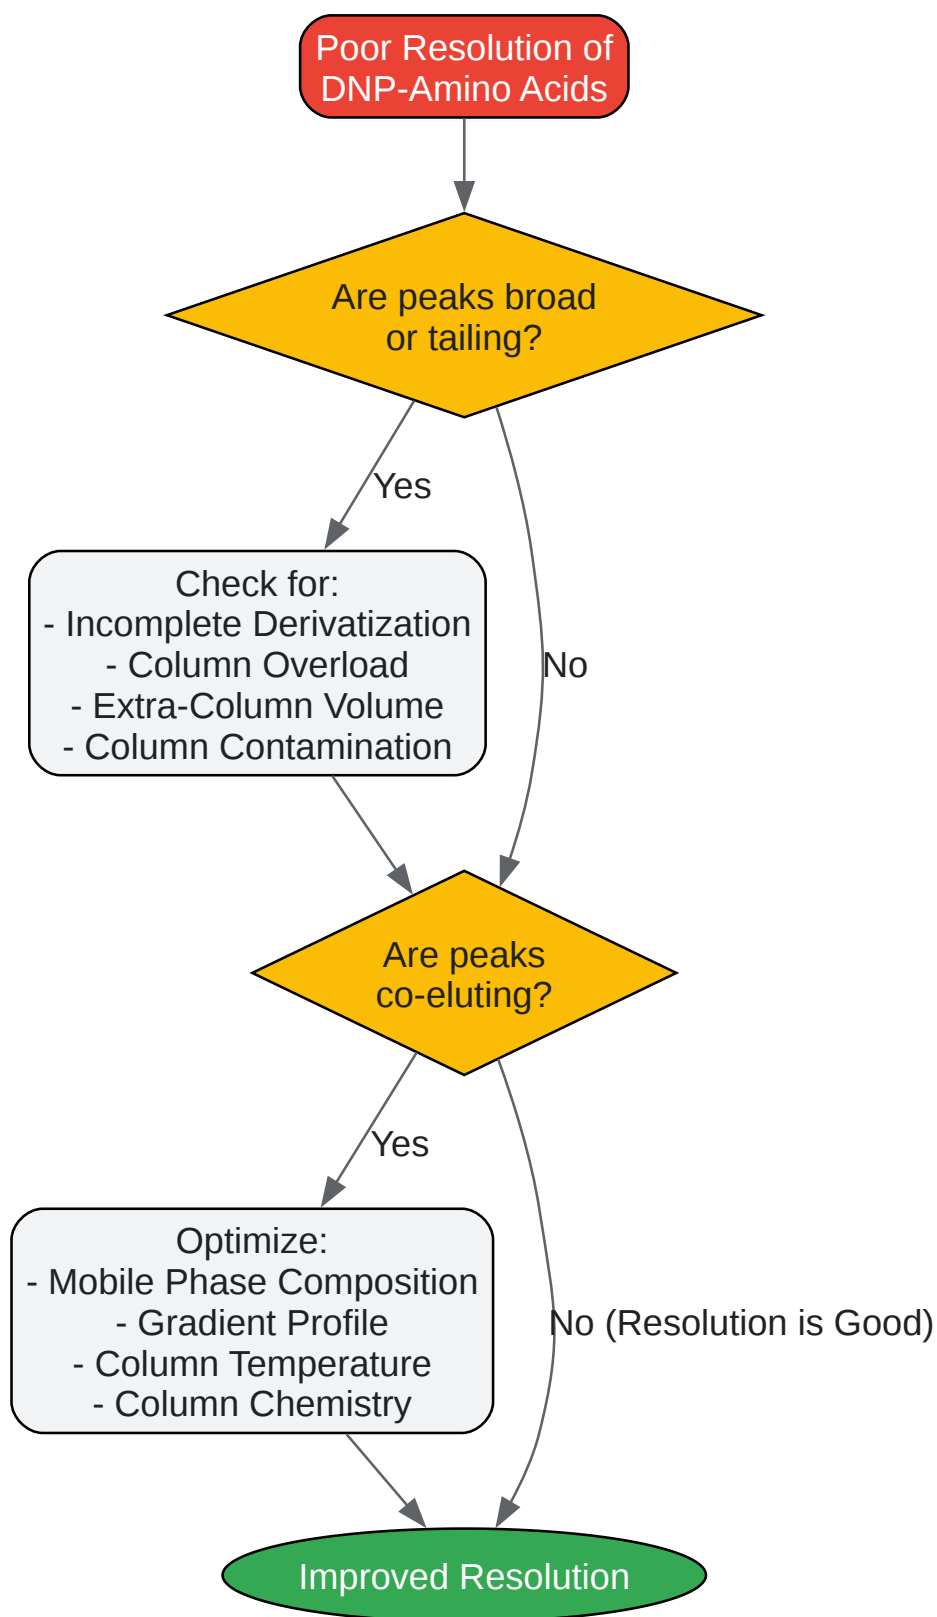 Poor Resolution of
DNP-Amino Acids
Are peaks broad
or tailing?
Yes
Check for:
- Incomplete Derivatization
- Column Overload
- Extra-Column Volume
- Column Contamination
No
Are peaks
co-eluting?
Yes
Optimize:
- Mobile Phase Composition
- Gradient Profile
- Column Temperature
- Column Chemistry
No (Resolution is Good)
Improved Resolution